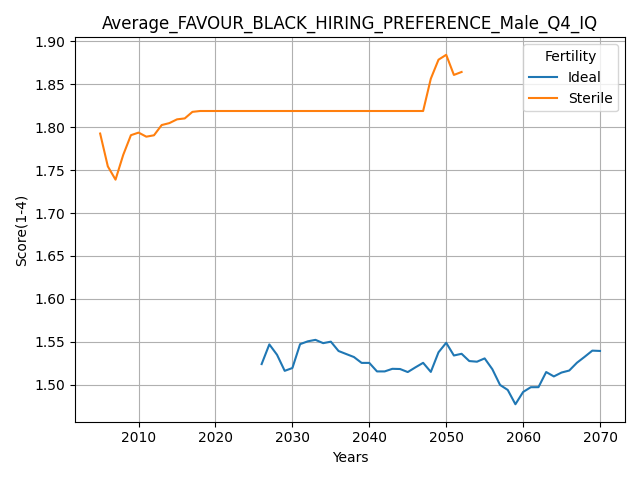 Average_FAVOUR_BLACK_HIRING_PREFERENCE_Male_Q4_IQ
Score(1-4)
1.90
1.85
1.80
1.75
1.70
1.65
1.60
1.55
1.50
Fertility
Ideal
Sterile
2010 2020 2030 2040 2050 2060 2070
Years